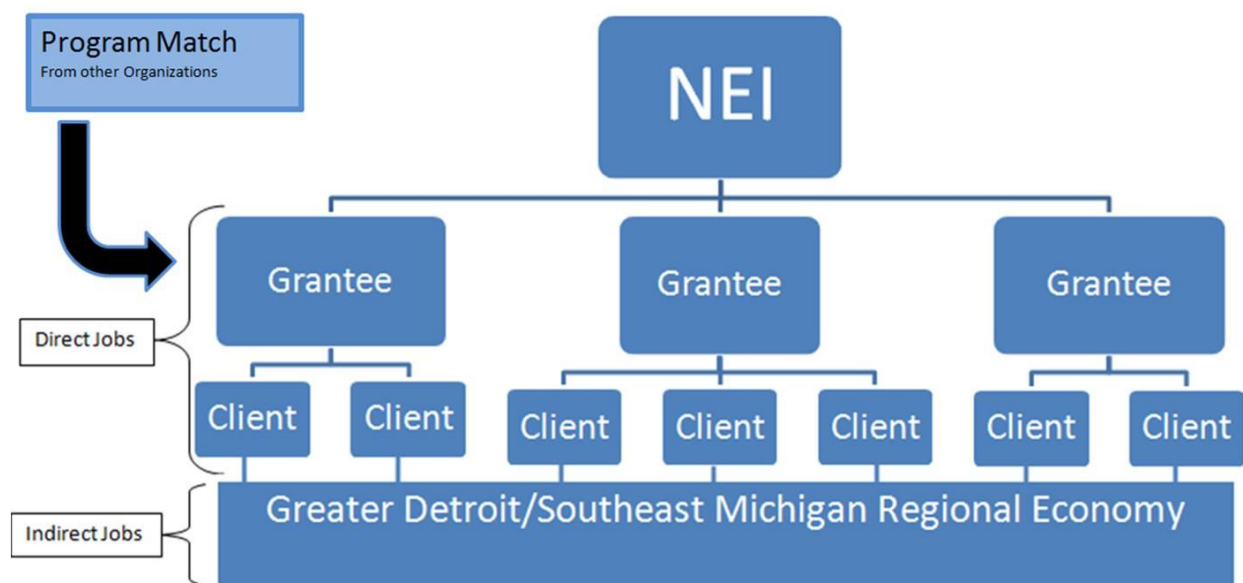 Program Match
From other Organizations
NEI
Grantee
Grantee
Grantee
Direct Jobs
Client
Client
Client
Client
Client
Client
Client
Greater Detroit/Southeast Michigan Regional Economy
Indirect Jobs